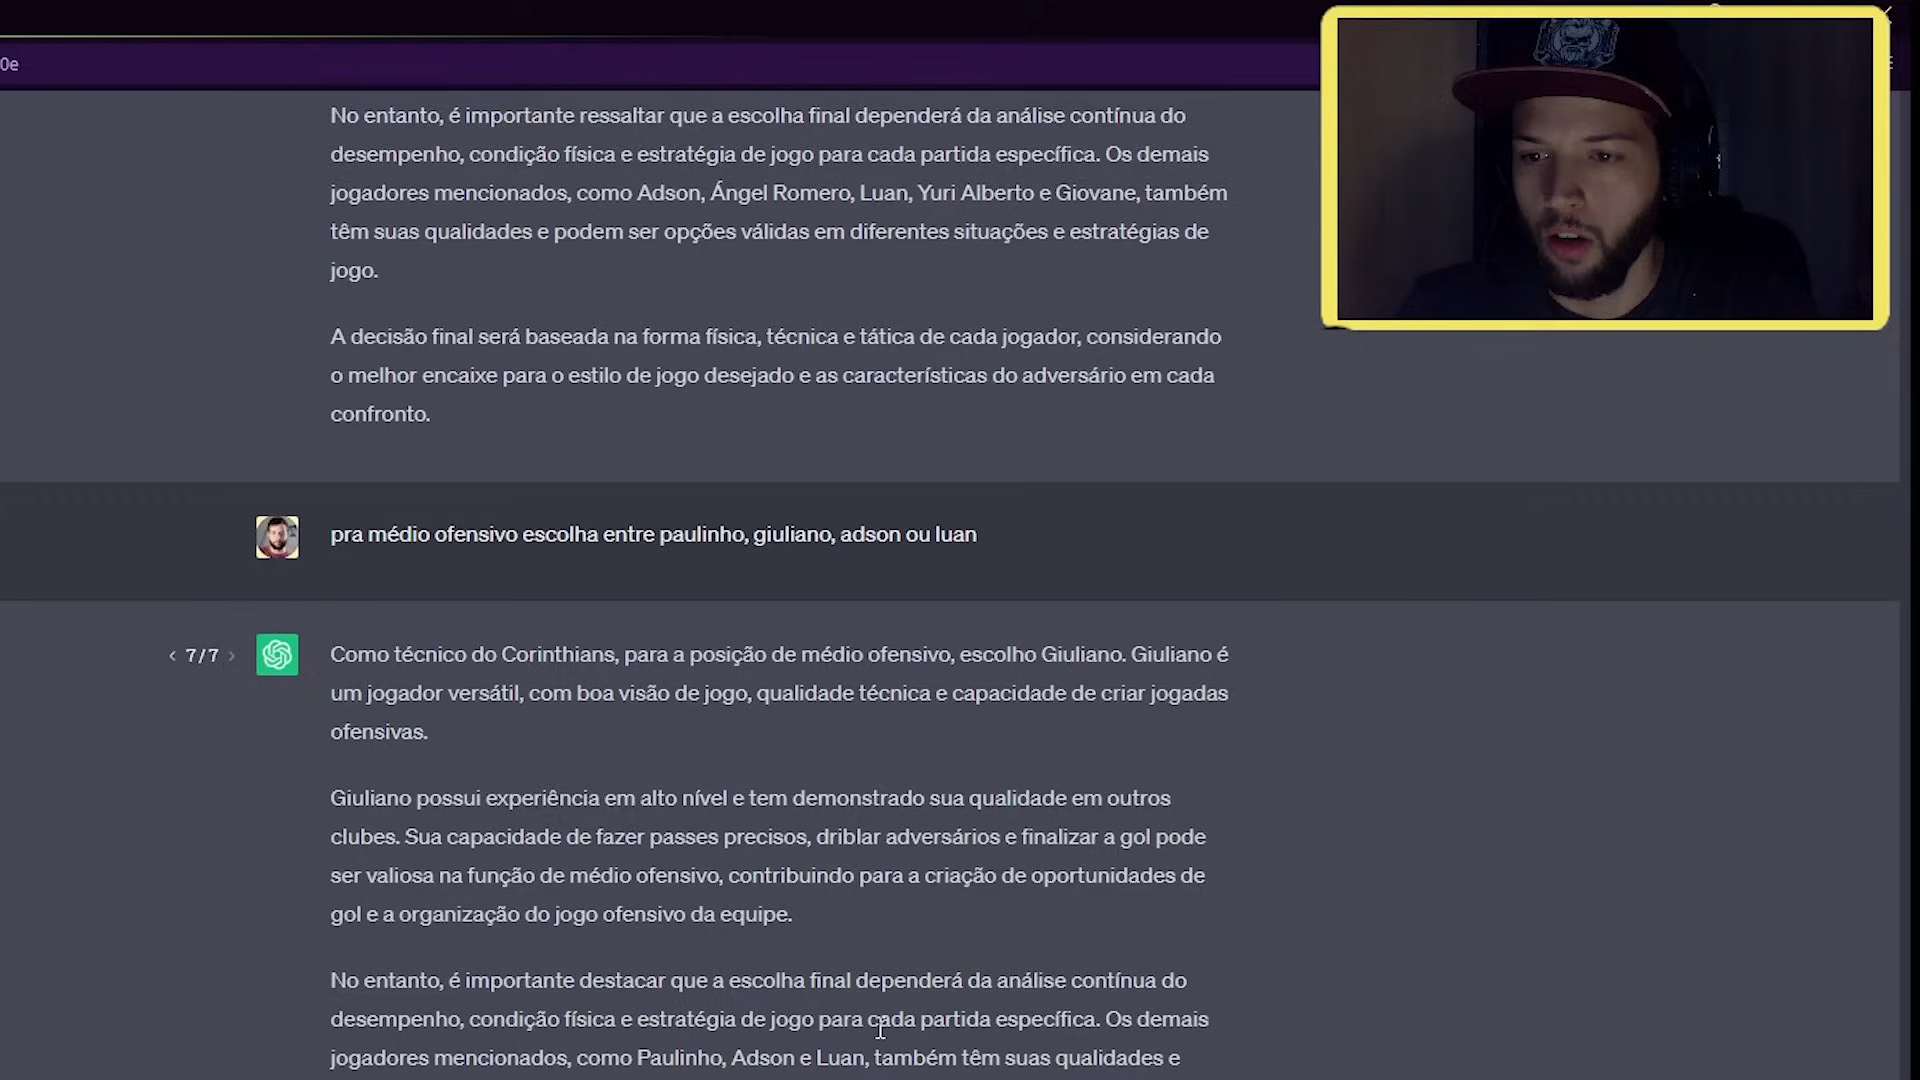 0e
No entanto, é importante ressaltar que a escolha final dependerá da análise contínua do
desempenho, condição física e estratégia de jogo para cada partida específica. Os demais
jogadores mencionados, como Adson, Ángel Romero, Luan, Yuri Alberto e Giovane, também
têm suas qualidades e podem ser opções válidas em diferentes situações e estratégias de
jogo.
A decisão final será baseada na forma física, técnica e tática de cada jogador, considerando
o melhor encaixe para o estilo de jogo desejado e as características do adversário em cada
confronto.
pra médio ofensivo escolha entre paulinho, giuliano, adson ou luan
< 7/7 >
Como técnico do Corinthians, para a posição de médio ofensivo, escolho Giuliano. Giuliano é
um jogador versátil, com boa visão de jogo, qualidade técnica e capacidade de criar jogadas
ofensivas.
Giuliano possui experiência em alto nível e tem demonstrado sua qualidade em outros
clubes. Sua capacidade de fazer passes precisos, driblar adversários e finalizar a gol pode
ser valiosa na função de médio ofensivo, contribuindo para a criação de oportunidades de
gol e a organização do jogo ofensivo da equipe.
No entanto, é importante destacar que a escolha final dependerá da análise contínua do
desempenho, condição física e estratégia de jogo para cada partida específica. Os demais
jogadores mencionados, como Paulinho, Adson e Luan, também têm suas qualidades e